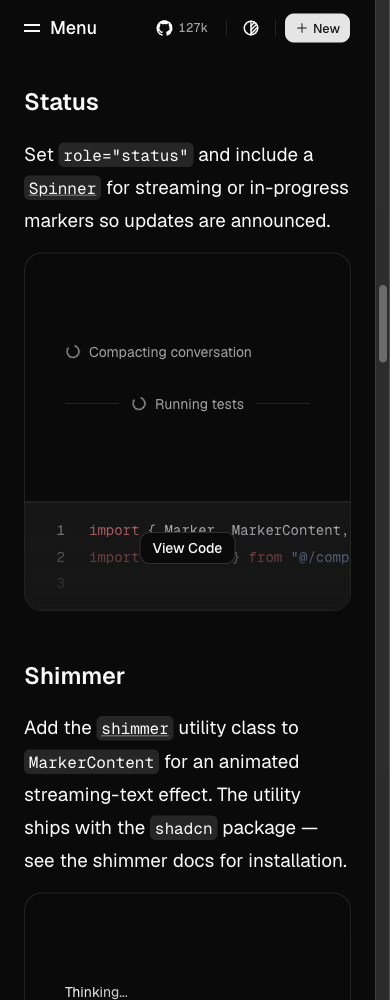 Menu 127k + New
Status
Set role="status" and include a
Spinner for streaming or in-progress
markers so updates are announced.
Compacting conversation
Running tests
1 import { Marker, MarkerContent,
2 import } from "@/comp
View Code
3
Shimmer
Add the shimmer utility class to
MarkerContent for an animated
streaming-text effect. The utility
ships with the shadcn package —
see the shimmer docs for installation.
Thinking...